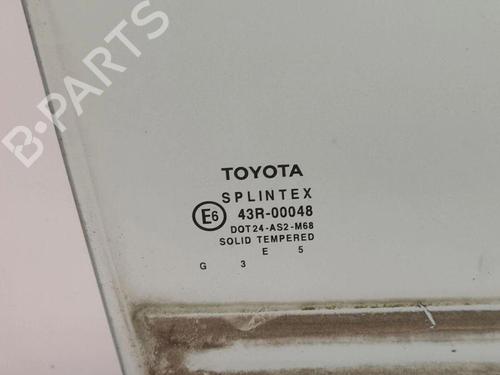 B-PARTS
TOYOTA
SPLINTEX
E6 43R-00048
DOT24-AS2-M68
SOLID TEMPERED
G 3 E 5